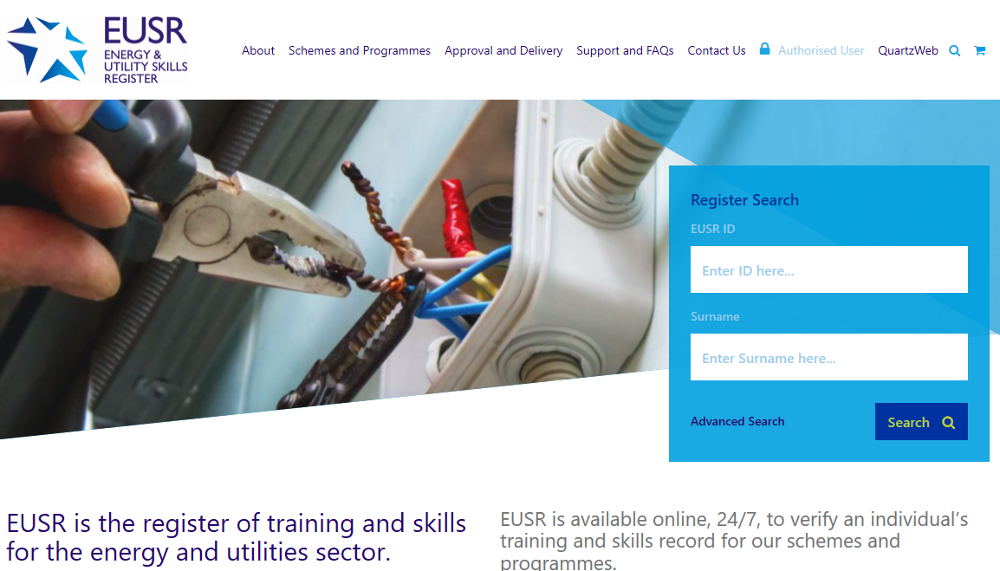 EUSR
ENERGY &
UTILITY SKILLS
REGISTER
About Schemes and Programmes Approval and Delivery Support and FAQs Contact Us Authorised User QuartzWeb
Register Search
EUSR ID
Enter ID here...
Surname
Enter Surname here...
Advanced Search
Search
EUSR is the register of training and skills
for the energy and utilities sector.
EUSR is available online, 24/7, to verify an individual’s
training and skills record for our schemes and
programmes.